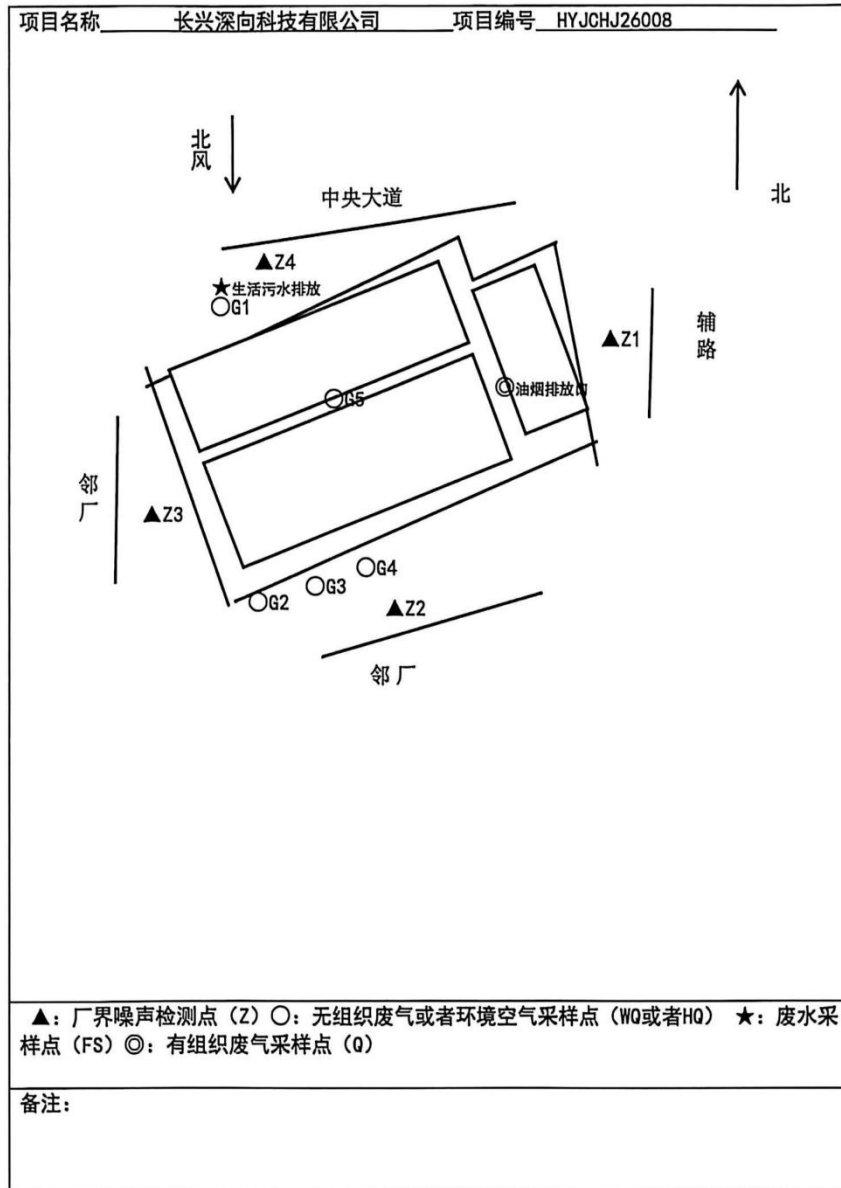 项目名称 长兴深向科技有限公司 项目编号 HYJCHJ26008
北风
北
中央大道
▲Z4
★生活污水排放
○G1
▲Z1
辅路
○G5
◎油烟排放口
邻厂
▲Z3
○G4
○G3
○G2
▲Z2
邻厂
▲：厂界噪声检测点（Z）○：无组织废气或者环境空气采样点（WQ或者HQ） ★：废水采
样点（FS）◎：有组织废气采样点（Q）
备注：